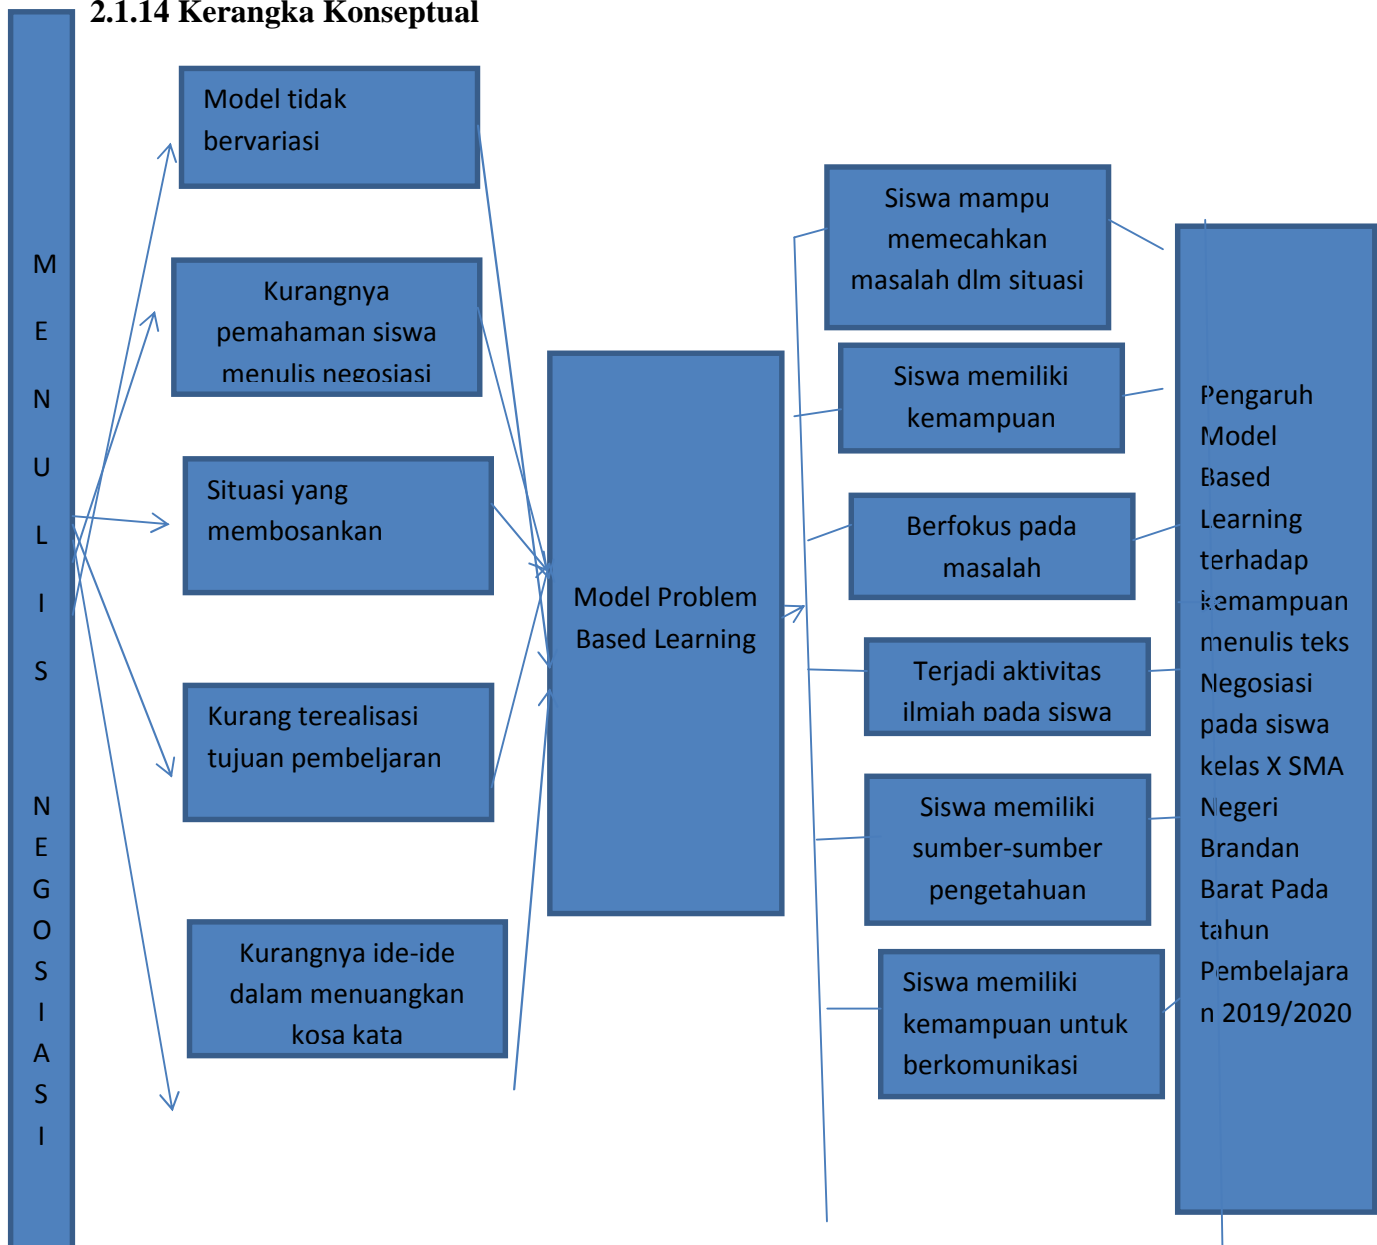 2.1.14 Kerangka Konseptual
M
E
N
U
L
I
S
N
E
G
O
S
I
A
S
I
Model tidak
bervariasi
Kurangnya
pemahaman siswa
menulis negosiasi
Situasi yang
membosankan
Kurang terealisasi
tujuan pembeljaran
Kurangnya ide-ide
dalam menuangkan
kosa kata
Model Problem
Based Learning
Siswa mampu
memecahkan
masalah dlm situasi
Siswa memiliki
kemampuan
Berfokus pada
masalah
Terjadi aktivitas
ilmiah pada siswa
Siswa memiliki
sumber-sumber
pengetahuan
Siswa memiliki
kemampuan untuk
berkomunikasi
Pengaruh
Model
Based
Learning
terhadap
kemampuan
menulis teks
Negosiasi
pada siswa
kelas X SMA
Negeri
Brandan
Barat Pada
tahun
Pembelajara
n 2019/2020